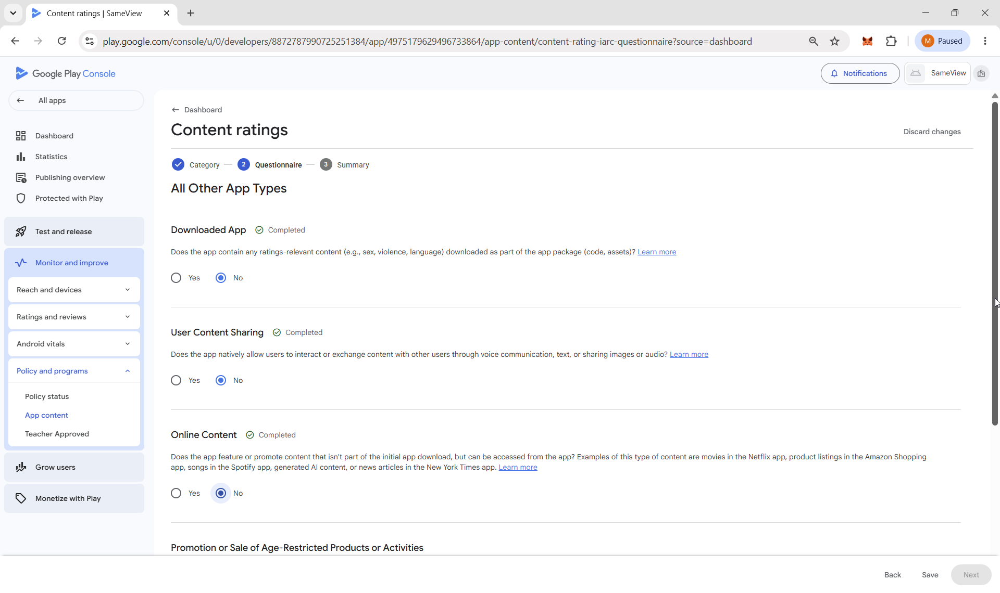 Content ratings | SameView
play.google.com/console/u/0/developers/8872787990725251384/app/4975179629496733864/app-content/content-rating-iarc-questionnaire?source=dashboard
M Paused
Google Play Console
Notifications
SameView
All apps
Dashboard
Statistics
Publishing overview
Protected with Play
Test and release
Monitor and improve
Reach and devices
Ratings and reviews
Android vitals
Policy and programs
Policy status
App content
Teacher Approved
Grow users
Monetize with Play
Dashboard
Content ratings
Discard changes
Category
2 Questionnaire
3 Summary
All Other App Types
Downloaded App Completed
Does the app contain any ratings-relevant content (e.g., sex, violence, language) downloaded as part of the app package (code, assets)? Learn more
Yes No
User Content Sharing Completed
Does the app natively allow users to interact or exchange content with other users through voice communication, text, or sharing images or audio? Learn more
Yes No
Online Content Completed
Does the app feature or promote content that isn't part of the initial app download, but can be accessed from the app? Examples of this type of content are movies in the Netflix app, product listings in the Amazon Shopping
app, songs in the Spotify app, generated AI content, or news articles in the New York Times app. Learn more
Yes No
Promotion or Sale of Age-Restricted Products or Activities
Back Save Next